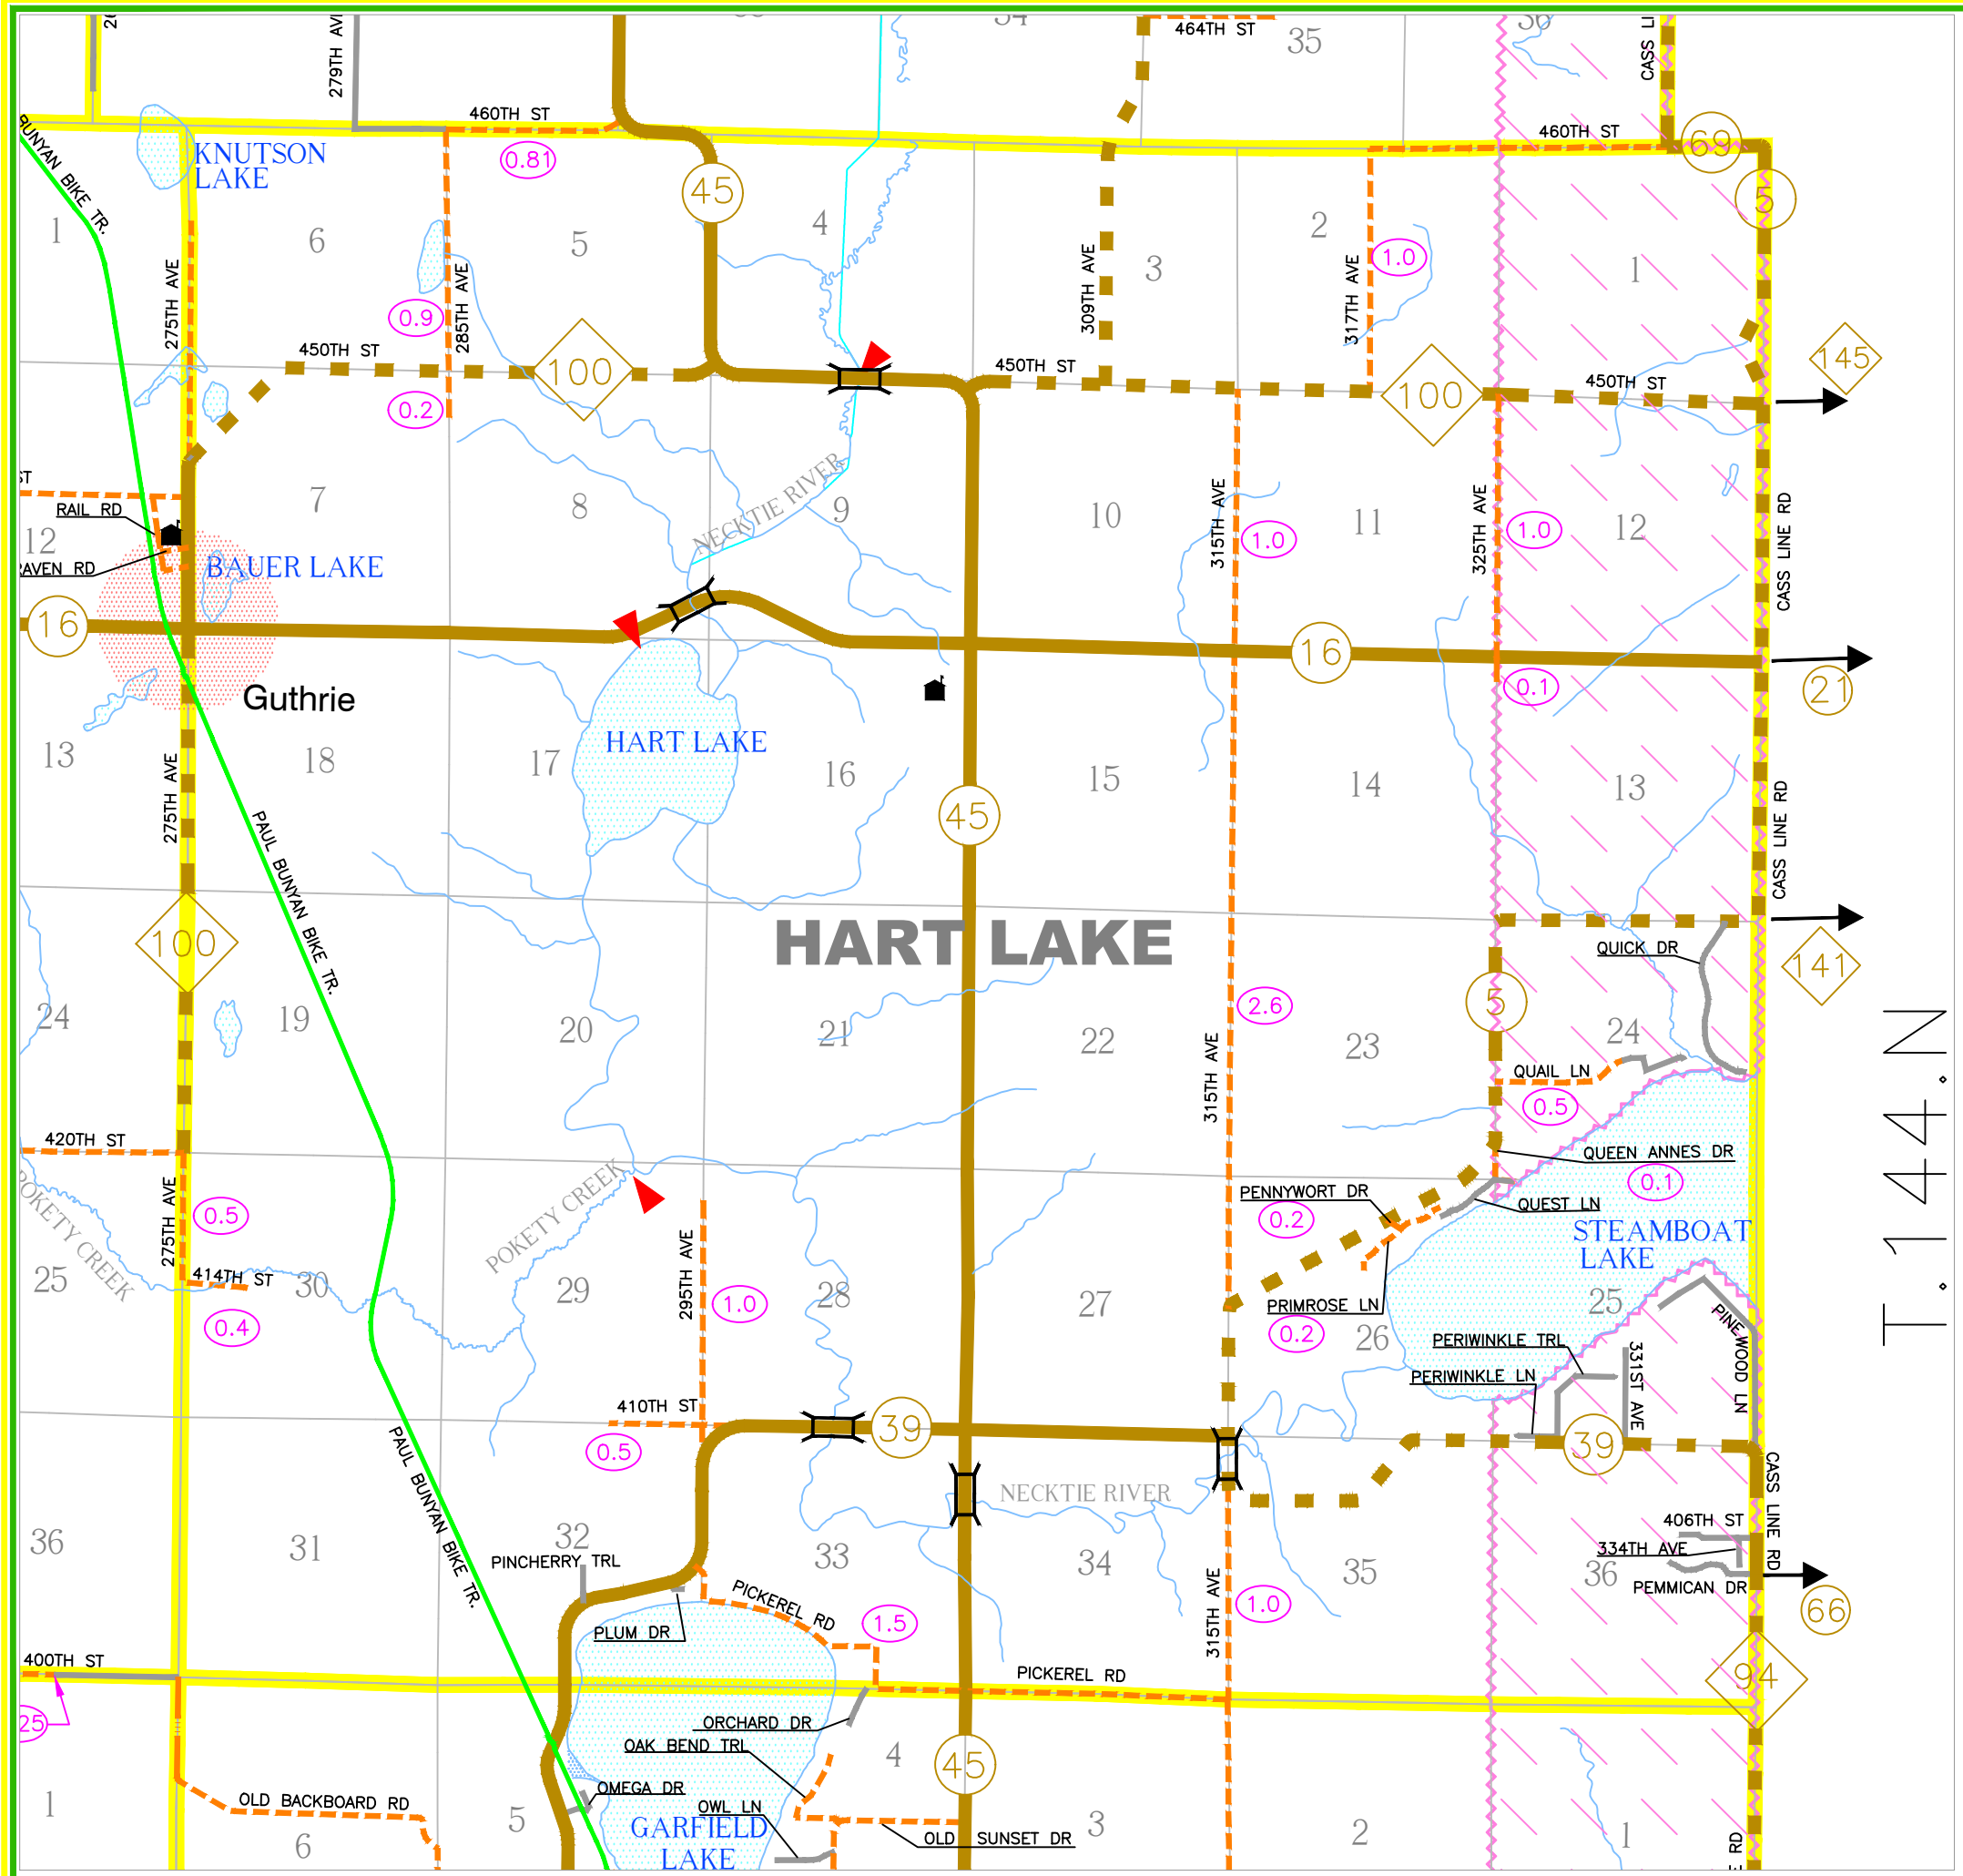 279TH AVE
464TH ST
35
36
CASS LI
BUNYAN BIKE TR.
460TH ST
0.81
460TH ST
69
KNUTSON
LAKE
45
5
1
6
5
4
3
2
1
275TH AVE
285TH AVE
309TH AVE
317TH AVE
1.0
0.9
450TH ST
100
450TH ST
100
450TH ST
145
0.2
NECKTIE RIVER
ST
RAIL RD
12
7
8
9
10
11
12
315TH AVE
1.0
325TH AVE
1.0
CASS LINE RD
RAVEN RD
BAUER LAKE
16
16
21
0.1
Guthrie
HART LAKE
13
18
17
16
15
14
13
275TH AVE
PAUL BUNYAN BIKE TR.
45
CASS LINE RD
100
HART LAKE
QUICK DR
141
24
19
20
21
22
23
24
5
2.6
315TH AVE
QUAIL LN
0.5
T.144.N
420TH ST
POKETY CREEK
275TH AVE
0.5
414TH ST
0.4
POKETY CREEK
QUEEN ANNES DR
0.1
PENNYWORT DR
0.2
QUEST LN
STEAMBOAT
LAKE
25
30
29
28
27
26
25
295TH AVE
1.0
PRIMROSE LN
0.2
PERIWINKLE TRL
PERIWINKLE LN
331ST AVE
PINEWOOD LN
410TH ST
0.5
39
39
PAUL BUNYAN BIKE TR.
NECKTIE RIVER
CASS LINE RD
406TH ST
334TH AVE
PEMMICAN DR
66
36
31
32
33
34
35
36
PINCHERRY TRL
PICKEREL RD
1.5
315TH AVE
1.0
PLUM DR
400TH ST
PICKEREL RD
94
25
ORCHARD DR
OAK BEND TRL
4
45
OMEGA DR
OWL LN
1
OLD BACKBOARD RD
6
5
GARFIELD
LAKE
OLD SUNSET DR
3
2
1
E RD